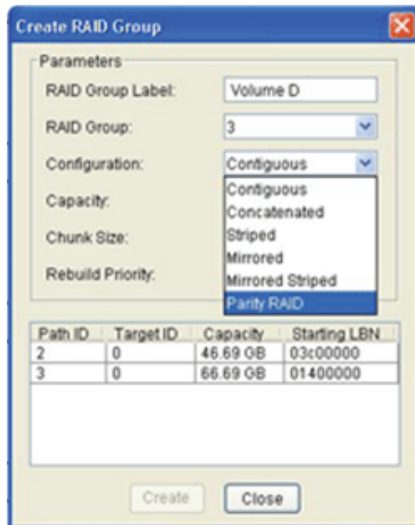 Create RAID Group
Parameters
RAID Group Label: Volume D
RAID Group: 3
Configuration: Contiguous
Contiguous
Concatenated
Capacity:
Striped
Chunk Size:
Mirrored
Mirrored Striped
Rebuild Priority:
Parity RAID
Path ID Target ID Capacity Starting LBN
2 0 46.69 GB 03c00000
3 0 66.69 GB 01400000
Create Close